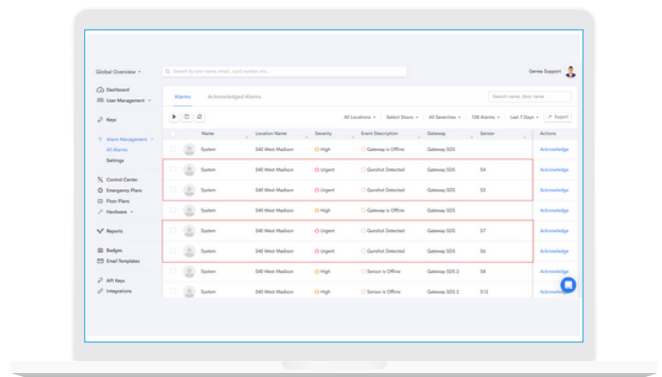 Global Overview
Search by user name, email, card number etc...
Genea Support
Dashboard
User Management
Keys
Alarm Management
All Alarms
Settings
Control Center
Emergency Plans
Floor Plans
Hardware
Reports
Badges
Email Templates
API Keys
Integrations
Alarms Acknowledged Alarms
Search name, door name
All Locations Select Doors All Severities 138 Alarms Last 7 Days Export
Name Location Name Severity Event Description Gateway Sensor Actions
System 540 West Madison High Gateway is Offline Gateway SDS Acknowledge
System 540 West Madison Urgent Gunshot Detected Gateway SDS S4 Acknowledge
System 540 West Madison Urgent Gunshot Detected Gateway SDS S3 Acknowledge
System 540 West Madison High Gateway is Offline Gateway SDS Acknowledge
System 540 West Madison Urgent Gunshot Detected Gateway SDS S7 Acknowledge
System 540 West Madison Urgent Gunshot Detected Gateway SDS S6 Acknowledge
System 540 West Madison High Sensor is Offline Gateway SDS 2 S8 Acknowledge
System 540 West Madison High Sensor is Offline Gateway SDS 2 S12